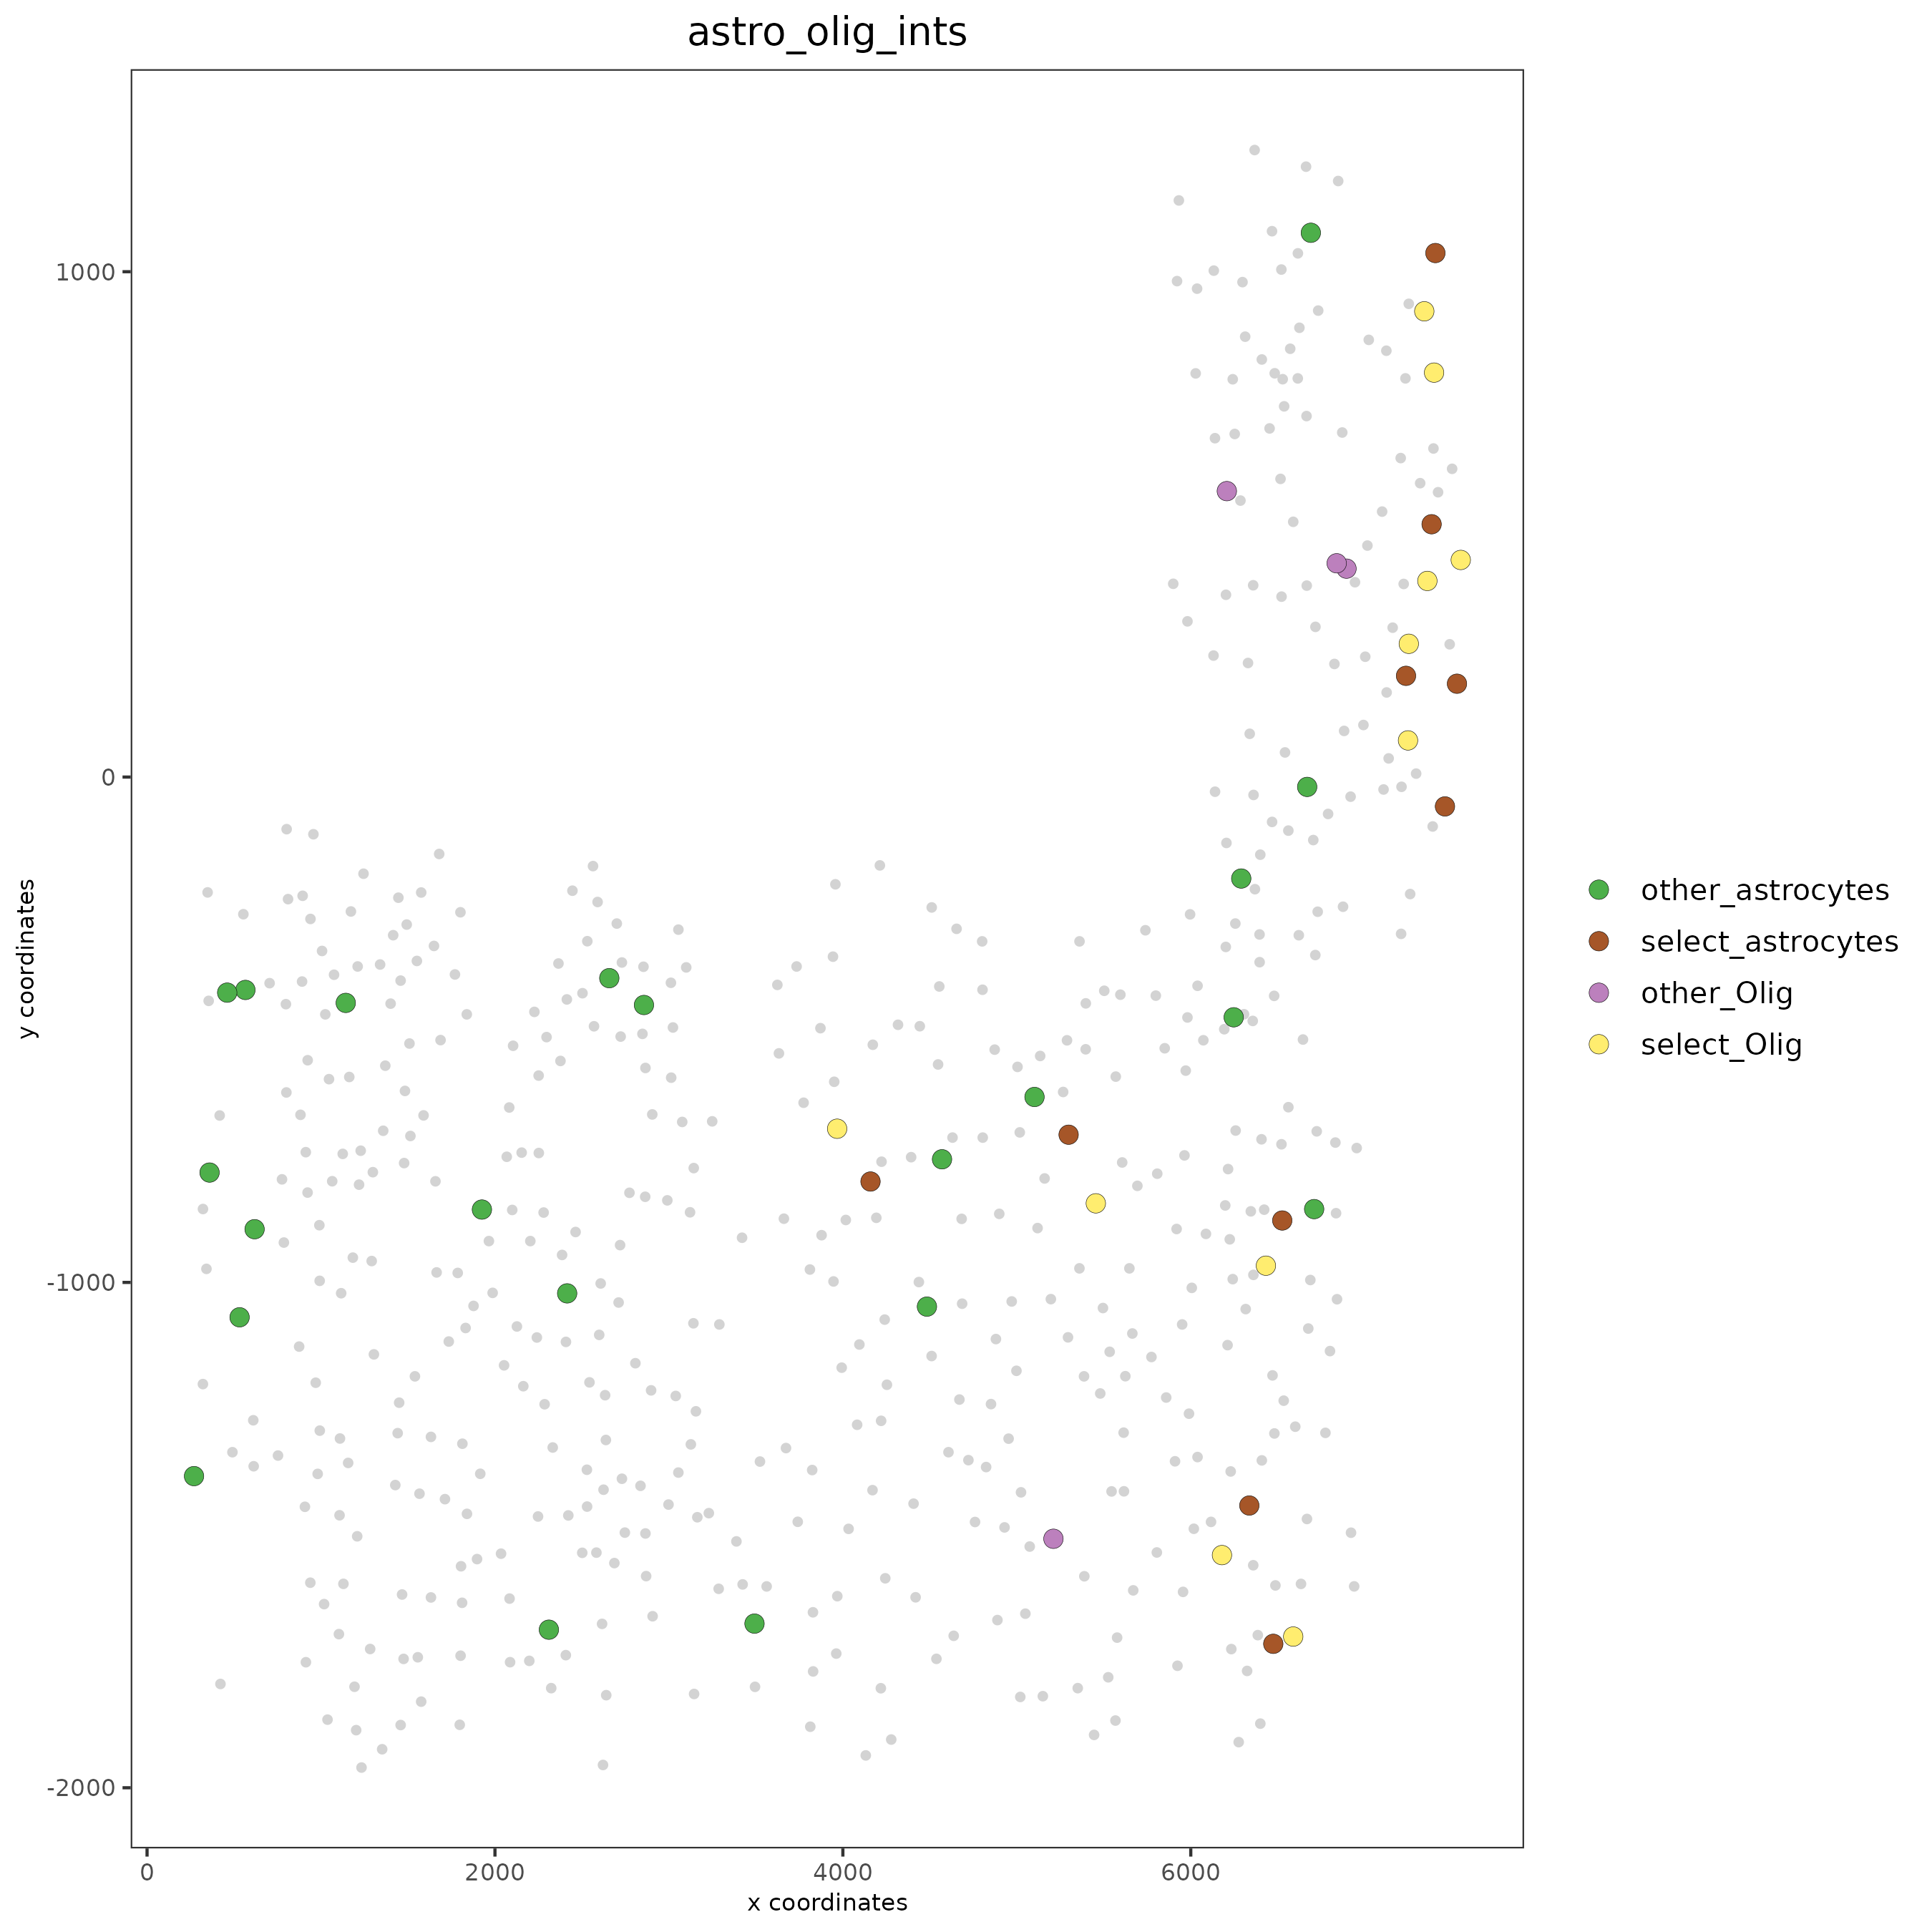 astro_olig_ints
1000
0
-1000
-2000
y coordinates
0
2000
4000
6000
x coordinates
other_astrocytes
select_astrocytes
other_Olig
select_Olig